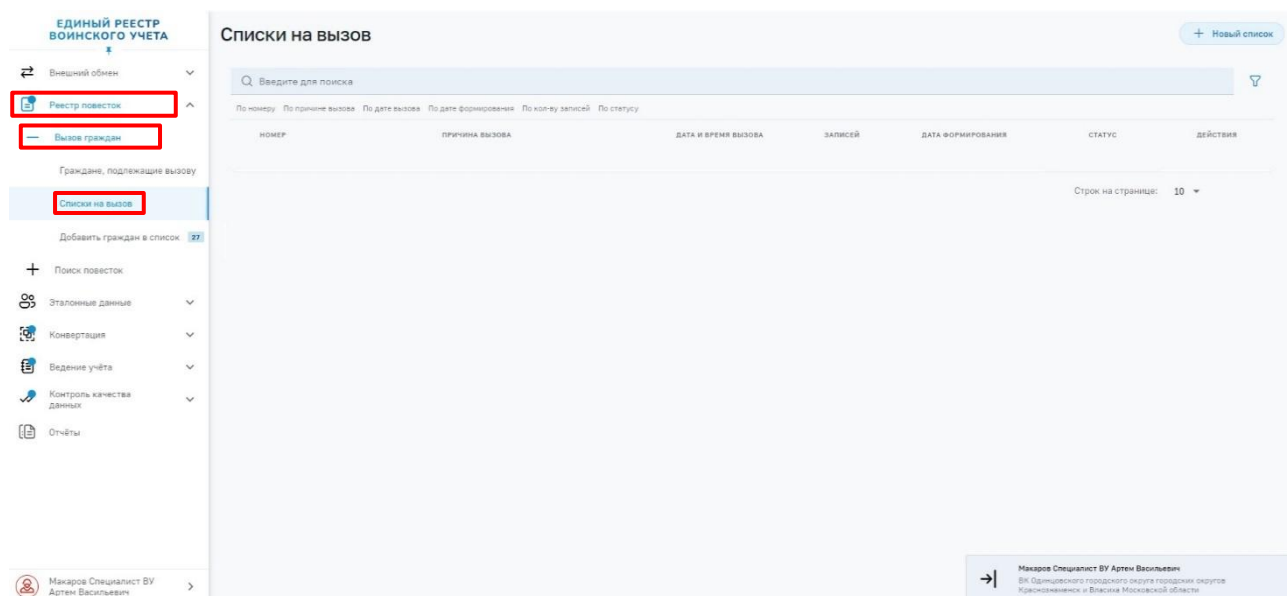 ЕДИНЫЙ РЕЕСТР
ВОИНСКОГО УЧЕТА
Внешний обмен
Реестр повесток
Вызов граждан
Граждане, подлежащие вызову
Списки на вызов
Добавить граждан в список 27
Поиск повесток
Эталонные данные
Конвертация
Ведение учёта
Контроль качества
данных
Отчёты
Макаров Специалист ВУ
Артем Васильевич
Списки на вызов
+ Новый список
Введите для поиска
По номеру По причине вызова По дате вызова По дате формирования По кол-ву записей По статусу
НОМЕР ПРИЧИНА ВЫЗОВА ДАТА И ВРЕМЯ ВЫЗОВА ЗАПИСЕЙ ДАТА ФОРМИРОВАНИЯ СТАТУС ДЕЙСТВИЯ
Строк на странице: 10
Макаров Специалист ВУ Артем Васильевич
ВК Одинцовского городского округа городских округов
Краснознаменск и Власиха Московской области